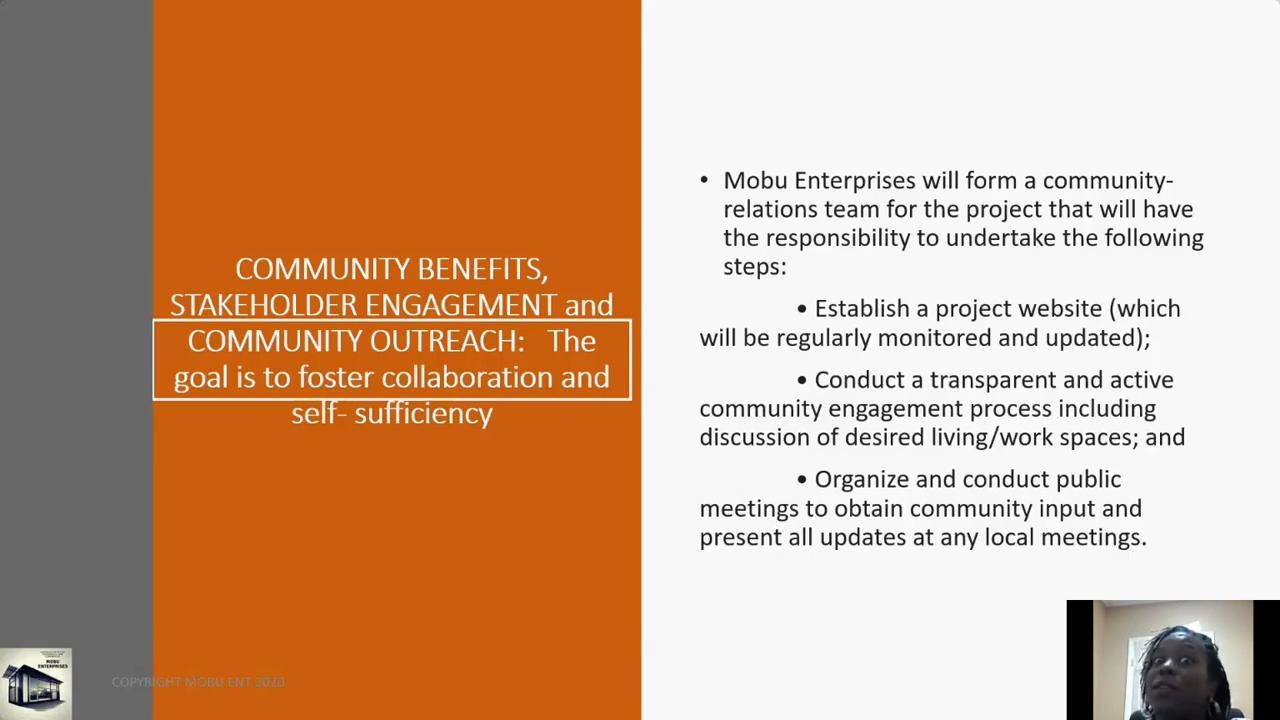 COMMUNITY BENEFITS,
STAKEHOLDER ENGAGEMENT and
COMMUNITY OUTREACH: The
goal is to foster collaboration and
self- sufficiency
• Mobu Enterprises will form a community-
relations team for the project that will have
the responsibility to undertake the following
steps:
• Establish a project website (which
will be regularly monitored and updated);
• Conduct a transparent and active
community engagement process including
discussion of desired living/work spaces; and
• Organize and conduct public
meetings to obtain community input and
present all updates at any local meetings.
MOBU
ENTERPRISES
COPYRIGHT MOBU ENT 2020